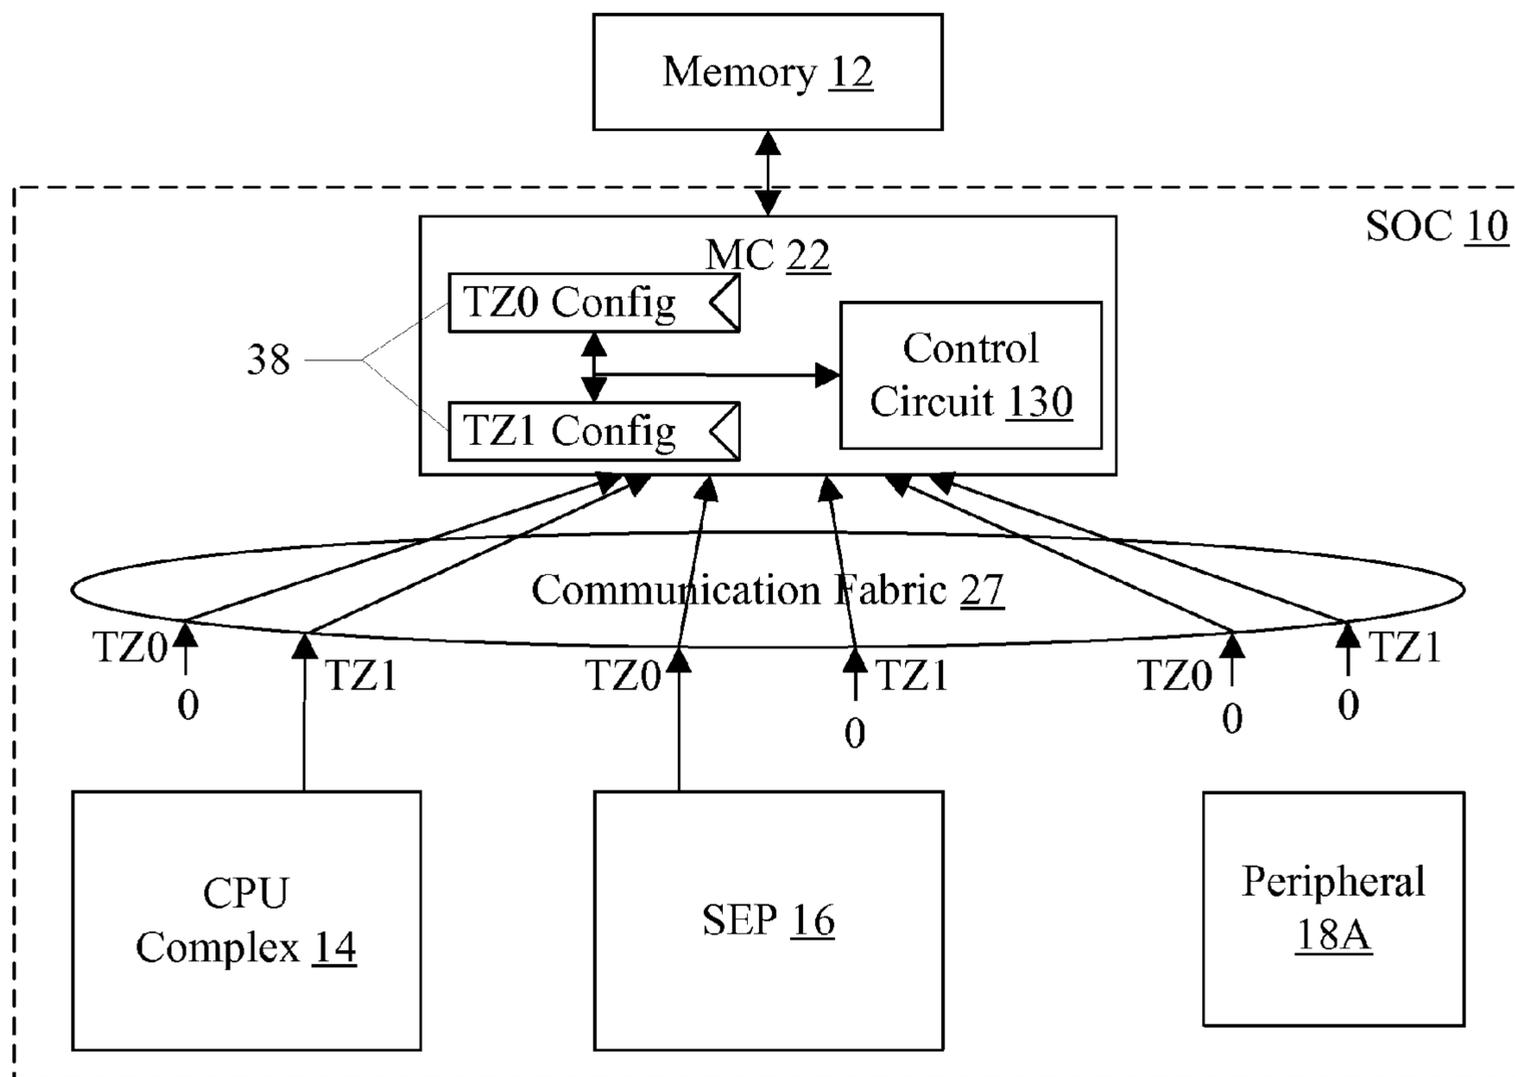 Memory 12
SOC 10
MC 22
TZ0 Config
38
Control
Circuit 130
TZ1 Config
Communication Fabric 27
TZ0
TZ1
TZ0
TZ1
TZ0
TZ1
0
0
0
0
CPU
Complex 14
SEP 16
Peripheral
18A